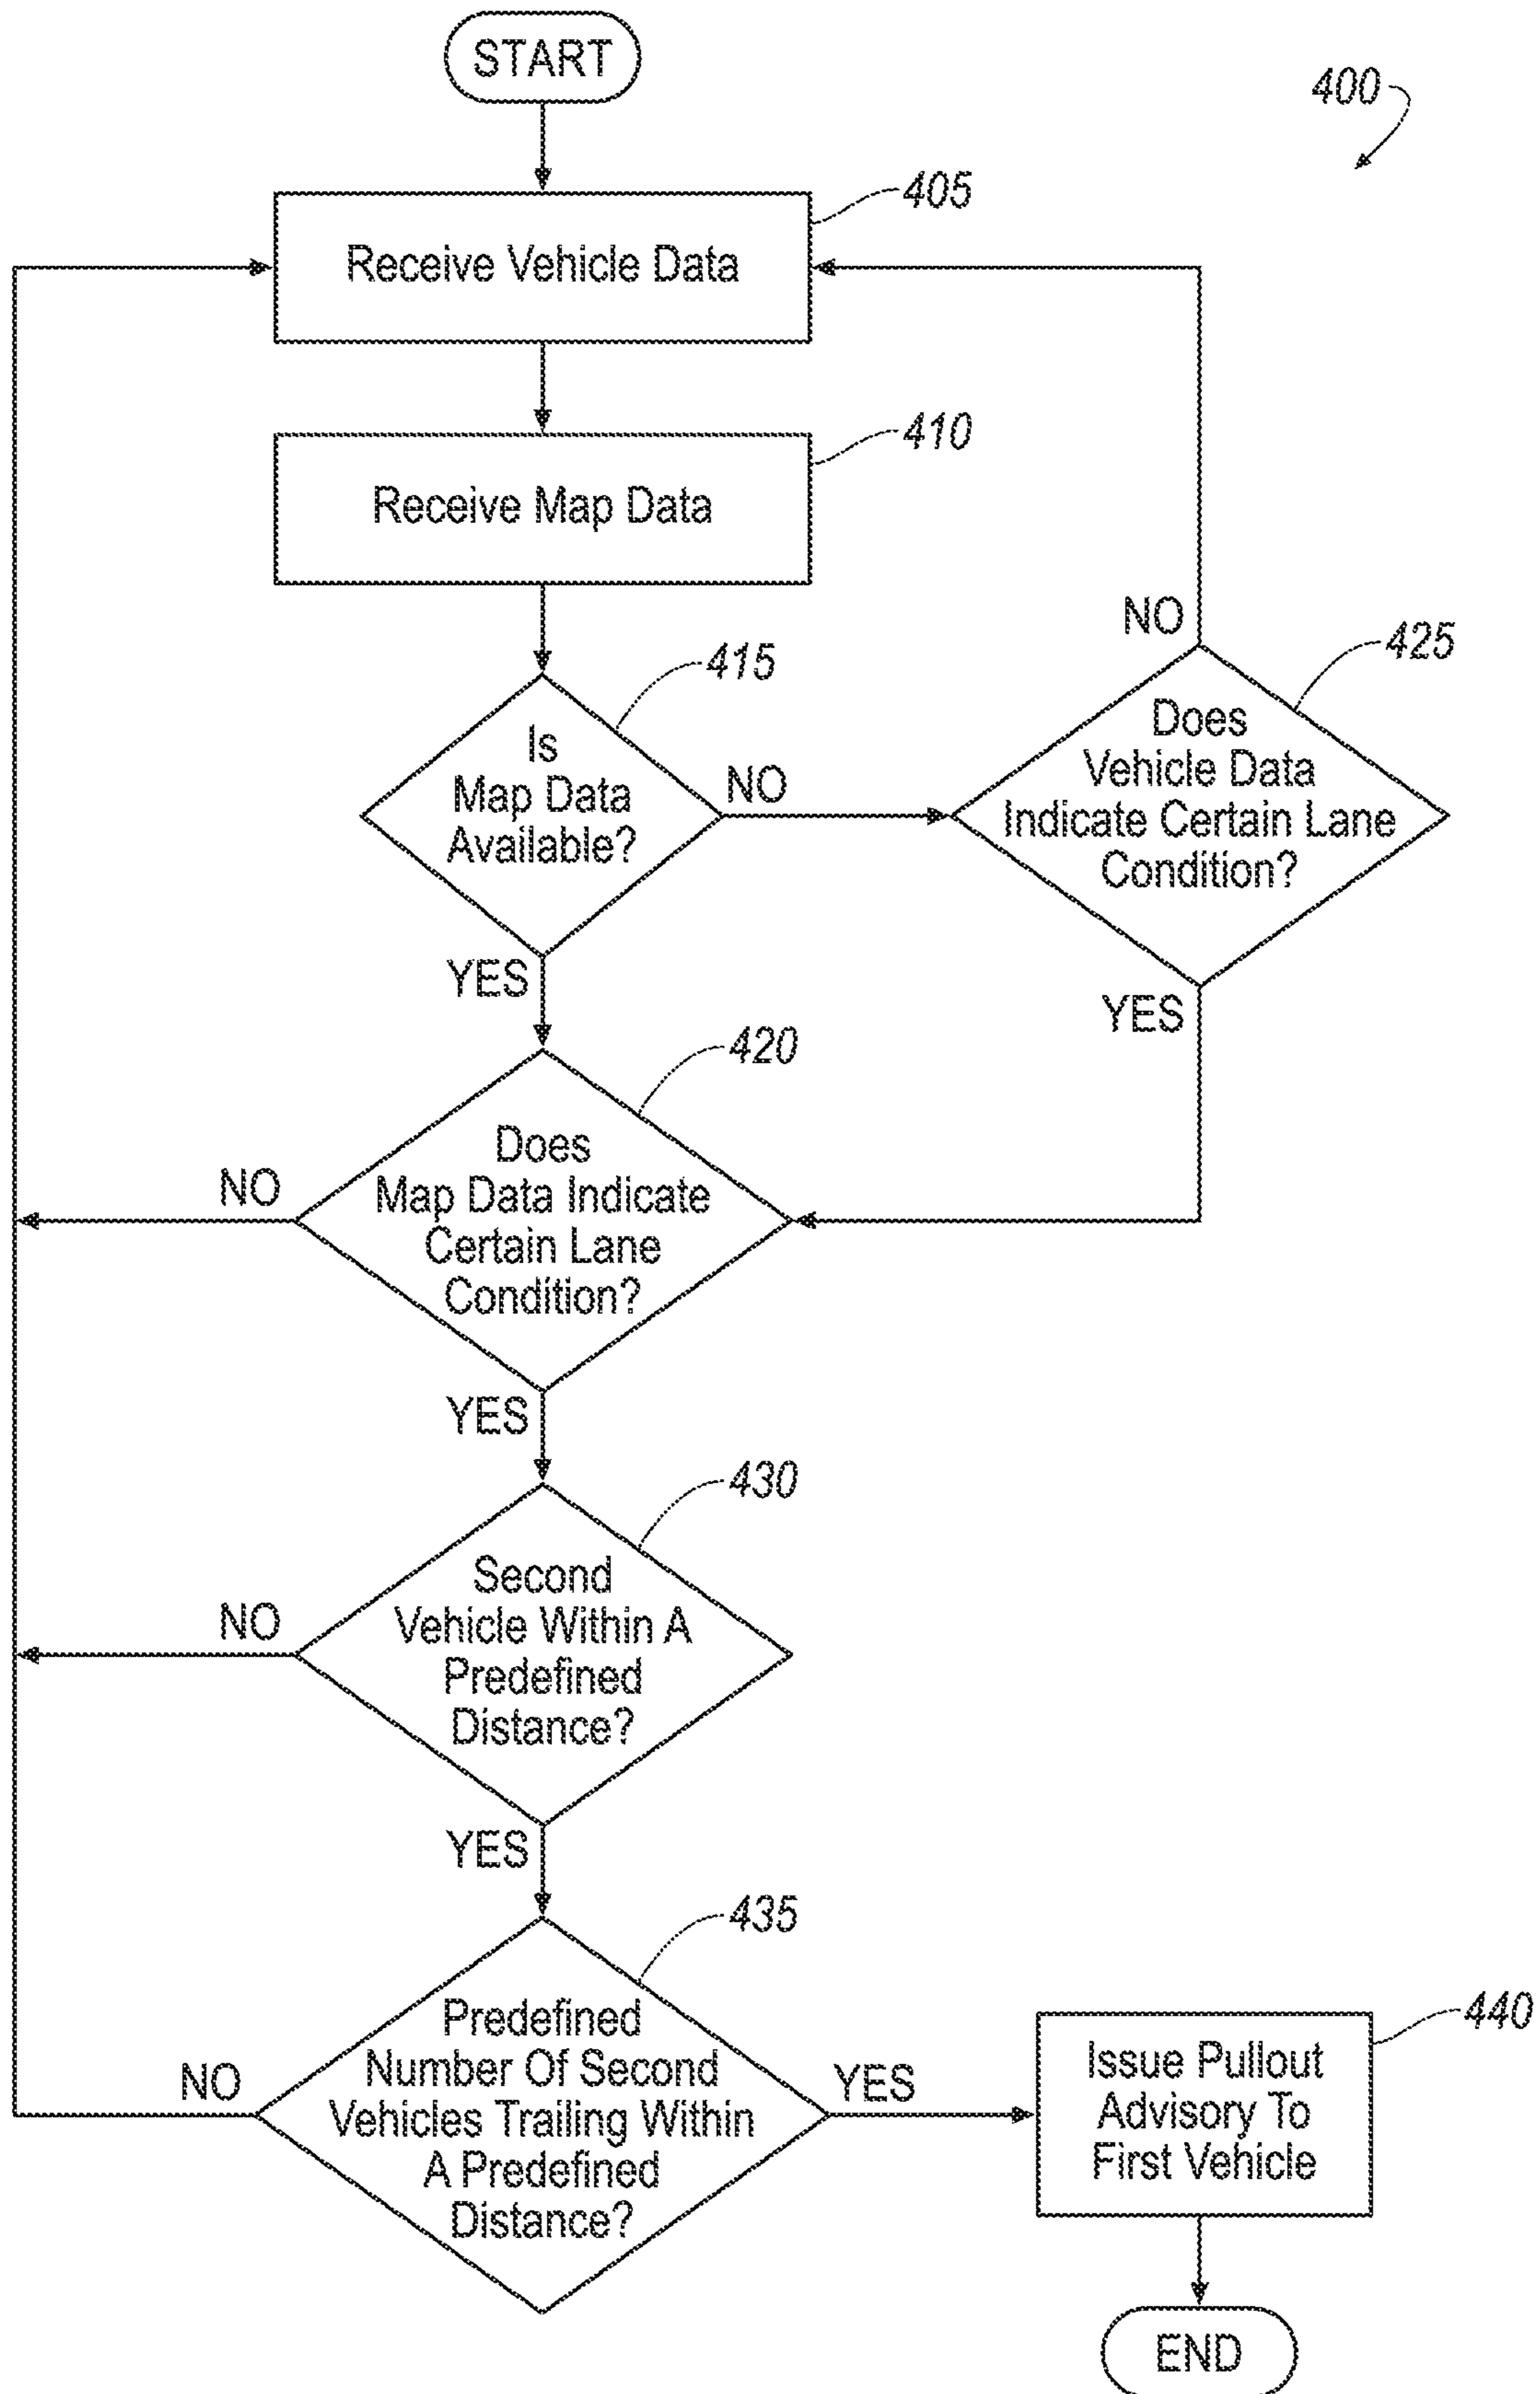 START
400
405
Receive Vehicle Data
410
Receive Map Data
415
Is
Map Data
Available?
NO
YES
NO
425
Does
Vehicle Data
Indicate Certain Lane
Condition?
YES
420
Does
Map Data Indicate
Certain Lane
Condition?
NO
YES
430
Second
Vehicle Within A
Predefined
Distance?
NO
YES
435
Predefined
Number Of Second
Vehicles Trailing Within
A Predefined
Distance?
NO
YES
440
Issue Pullout
Advisory To
First Vehicle
END